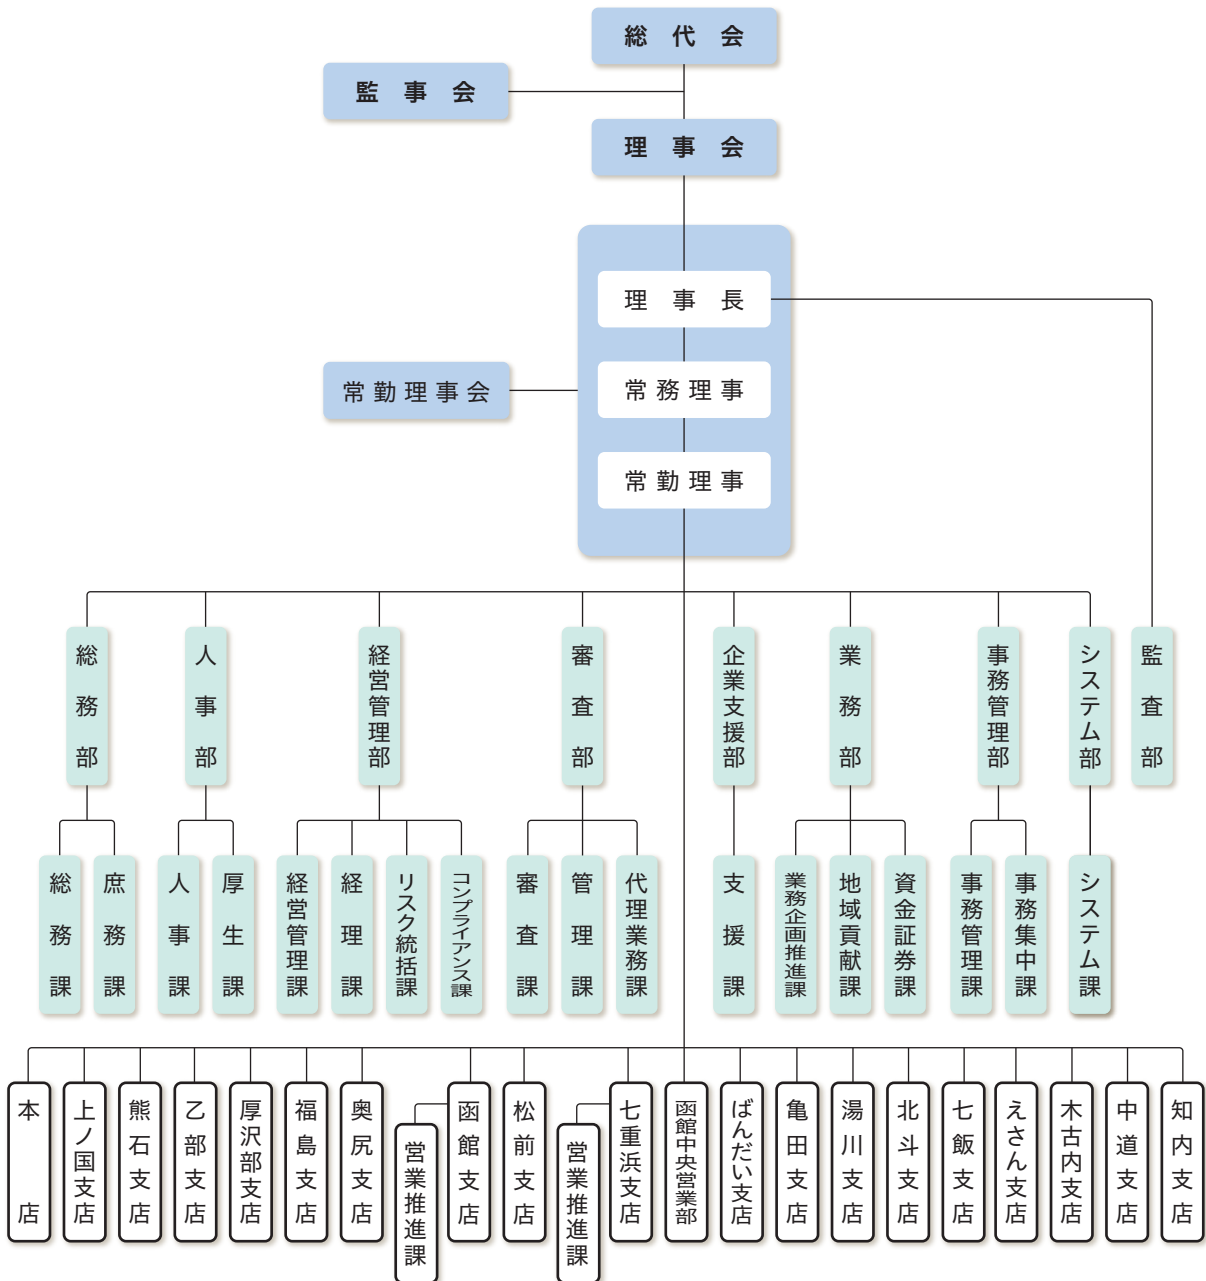 総代会
監事会
理事会
理事長
常勤理事会
常務理事
常勤理事
総務部
人事部
経営管理部
審査部
企業支援部
業務部
事務管理部
システム部
監査部
総務課
庶務課
人事課
厚生課
経営管理課
経理課
リスク統括課
コンプライアンス課
審査課
管理課
代理業務課
支援課
業務企画推進課
地域貢献課
資金証券課
事務管理課
事務集中課
システム課
本店
上ノ国支店
熊石支店
乙部支店
厚沢部支店
福島支店
奥尻支店
営業推進課
函館支店
松前支店
営業推進課
七重浜支店
函館中央営業部
ばんだい支店
亀田支店
湯川支店
北斗支店
七飯支店
えさん支店
木古内支店
中道支店
知内支店